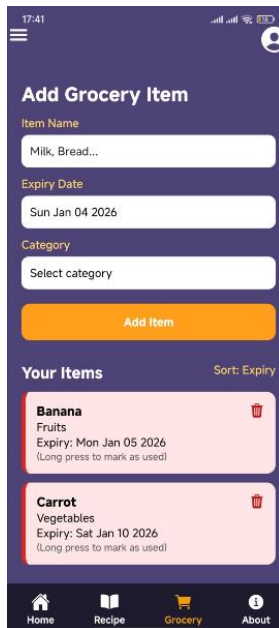 17:41
Add Grocery Item
Item Name
Milk, Bread...
Expiry Date
Sun Jan 04 2026
Category
Select category
Add Item
Your Items
Sort: Expiry
Banana
Fruits
Expiry: Mon Jan 05 2026
(Long press to mark as used)
Carrot
Vegetables
Expiry: Sat Jan 10 2026
(Long press to mark as used)
Home Recipe Grocery About